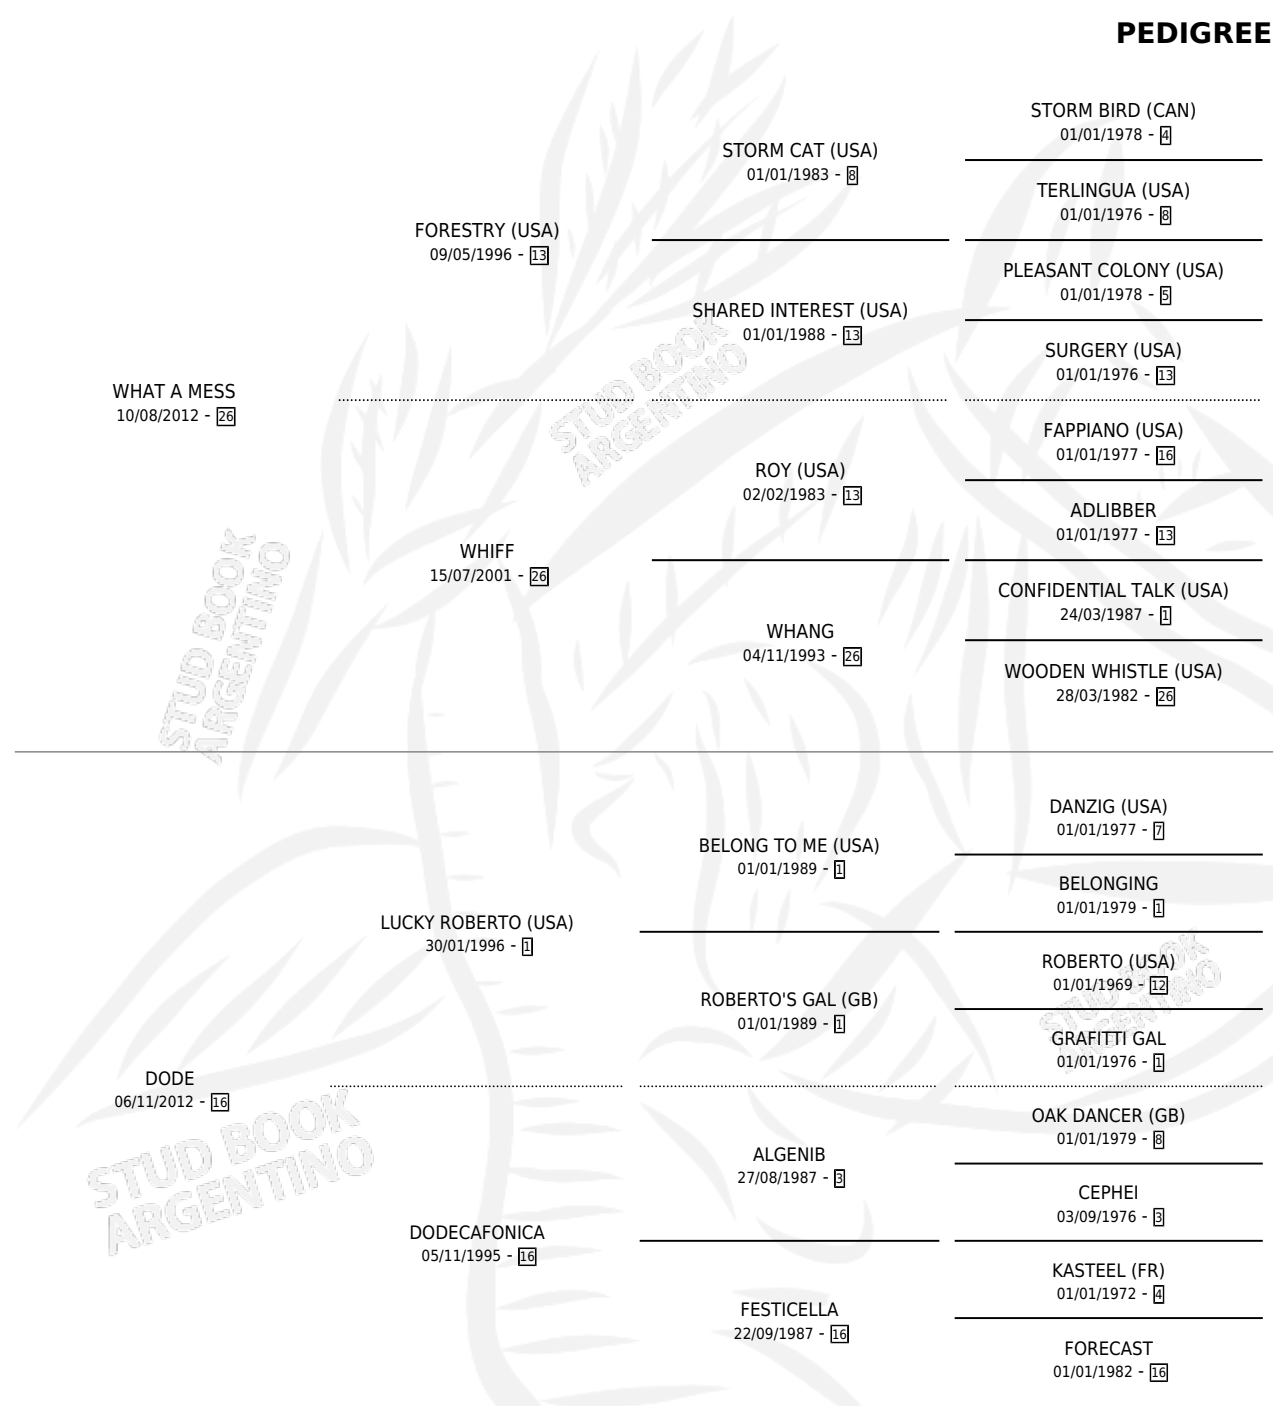 PEDIGREE
STORM BIRD (CAN)
01/01/1978 - 4
STORM CAT (USA)
01/01/1983 - 8
TERLINGUA (USA)
01/01/1976 - 8
FORESTRY (USA)
09/05/1996 - 13
PLEASANT COLONY (USA)
01/01/1978 - 5
SHARED INTEREST (USA)
01/01/1988 - 13
SURGERY (USA)
01/01/1976 - 13
WHAT A MESS
10/08/2012 - 26
FAPPIANO (USA)
01/01/1977 - 16
ROY (USA)
02/02/1983 - 13
ADLIBBER
01/01/1977 - 13
WHIFF
15/07/2001 - 26
CONFIDENTIAL TALK (USA)
24/03/1987 - 1
WHANG
04/11/1993 - 26
WOODEN WHISTLE (USA)
28/03/1982 - 26
DANZIG (USA)
01/01/1977 - 7
BELONG TO ME (USA)
01/01/1989 - 1
BELONGING
01/01/1979 - 1
LUCKY ROBERTO (USA)
30/01/1996 - 1
ROBERTO (USA)
01/01/1969 - 12
ROBERTO'S GAL (GB)
01/01/1989 - 1
GRAFITTI GAL
01/01/1976 - 1
DODE
06/11/2012 - 16
OAK DANCER (GB)
01/01/1979 - 8
ALGENIB
27/08/1987 - 3
CEPHEI
03/09/1976 - 3
DODECAFONICA
05/11/1995 - 16
KASTEEL (FR)
01/01/1972 - 4
FESTICELLA
22/09/1987 - 16
FORECAST
01/01/1982 - 16
STUD BOOK
ARGENTINO
STUD BOOK
ARGENTINO
STUD BOOK
ARGENTINO
STUD BOOK
ARGENTINO